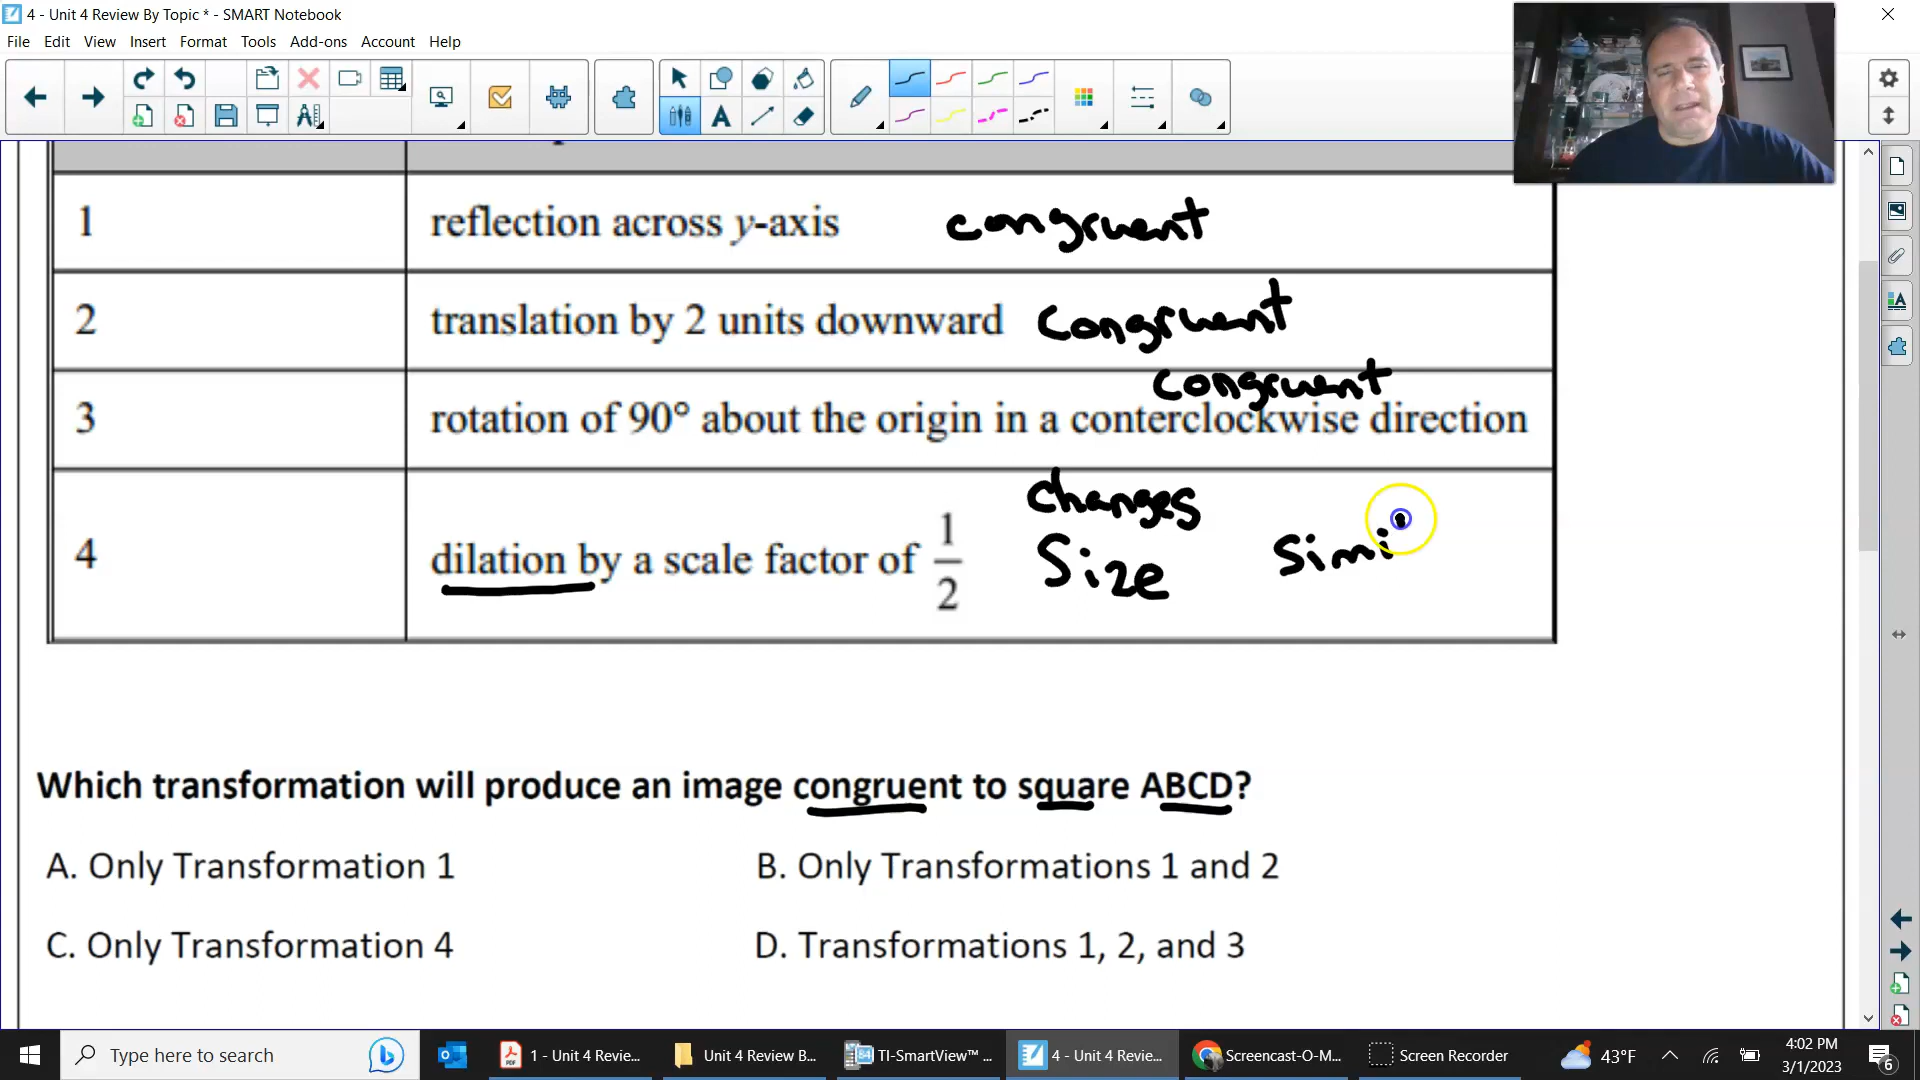 4 - Unit 4 Review By Topic * - SMART Notebook
File Edit View Insert Format Tools Add-ons Account Help
1 reflection across y-axis congruent
2 translation by 2 units downward congruent
congruent
3 rotation of 90° about the origin in a conterclockwise direction
changes
4 dilation by a scale factor of 1/2 Size Simi
Which transformation will produce an image congruent to square ABCD?
A. Only Transformation 1 B. Only Transformations 1 and 2
C. Only Transformation 4 D. Transformations 1, 2, and 3
Type here to search 1 - Unit 4 Revie... Unit 4 Review B... TI-SmartView™ ... 4 - Unit 4 Revie... Screencast-O-M... Screen Recorder 43°F 4:02 PM
3/1/2023 6